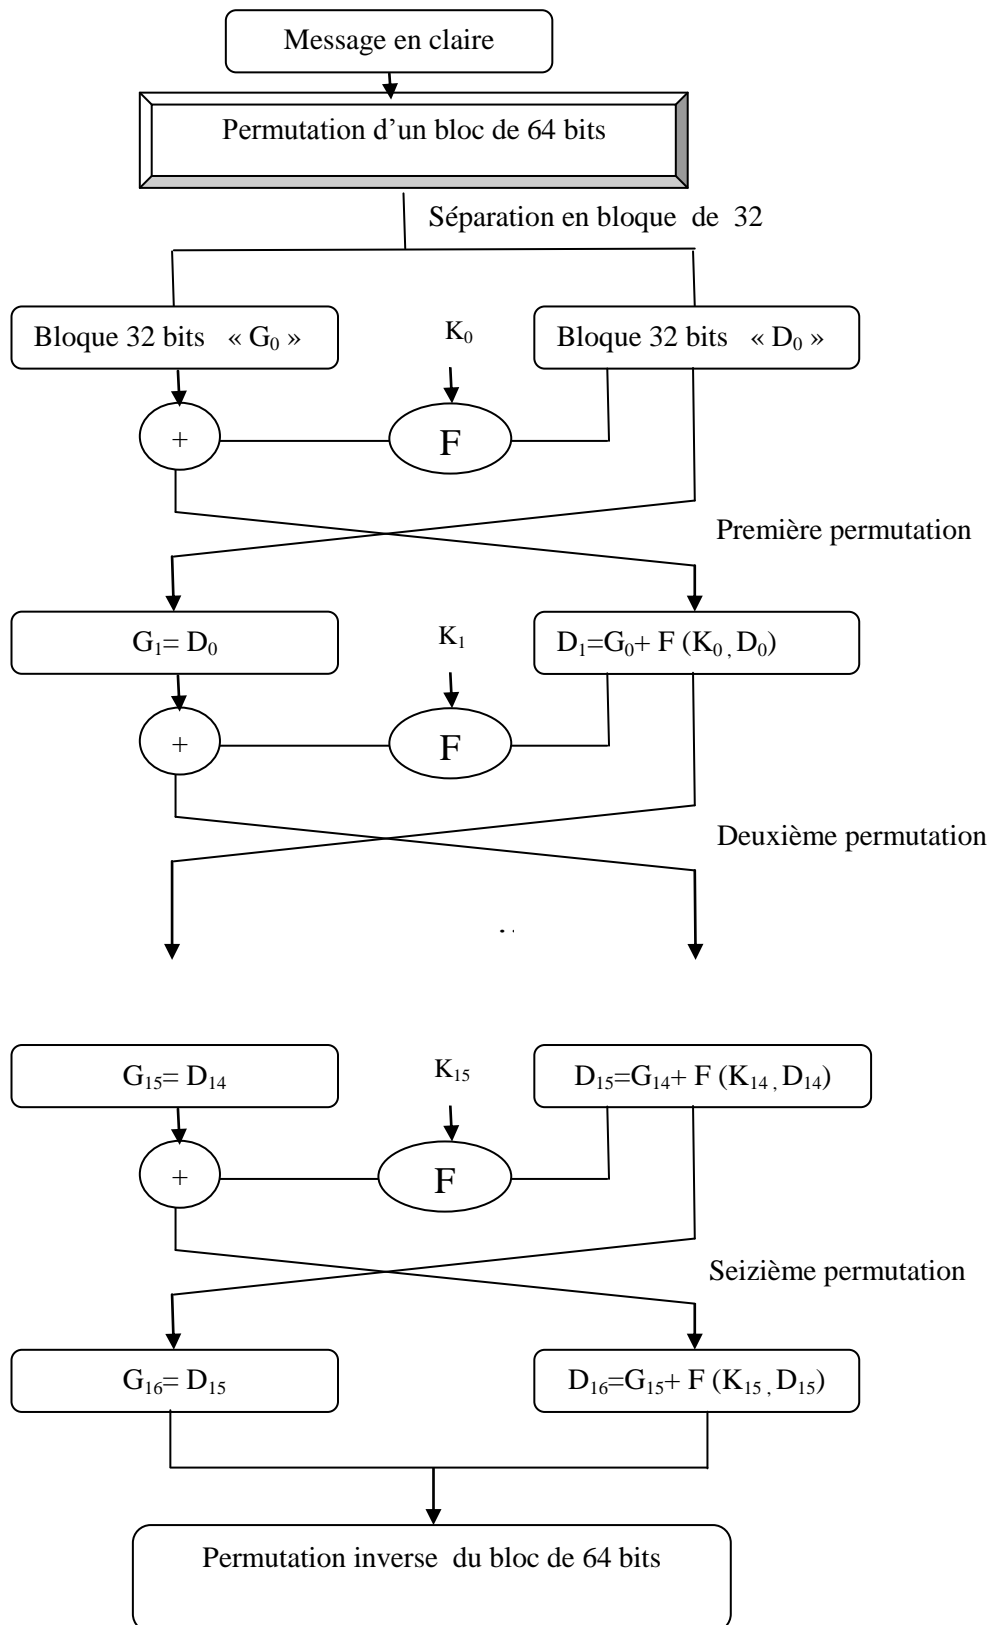 Message en claire
Permutation d’un bloc de 64 bits
Séparation en bloque de 32
Bloque 32 bits « G₀ »
K₀
Bloque 32 bits « D₀ »
+
F
Première permutation
G₁= D₀
K₁
D₁=G₀+ F (K₀ , D₀)
+
F
Deuxième permutation
..
G₁₅= D₁₄
K₁₅
D₁₅=G₁₄+ F (K₁₄ , D₁₄)
+
F
Seizième permutation
G₁₆= D₁₅
D₁₆=G₁₅+ F (K₁₅ , D₁₅)
Permutation inverse du bloc de 64 bits